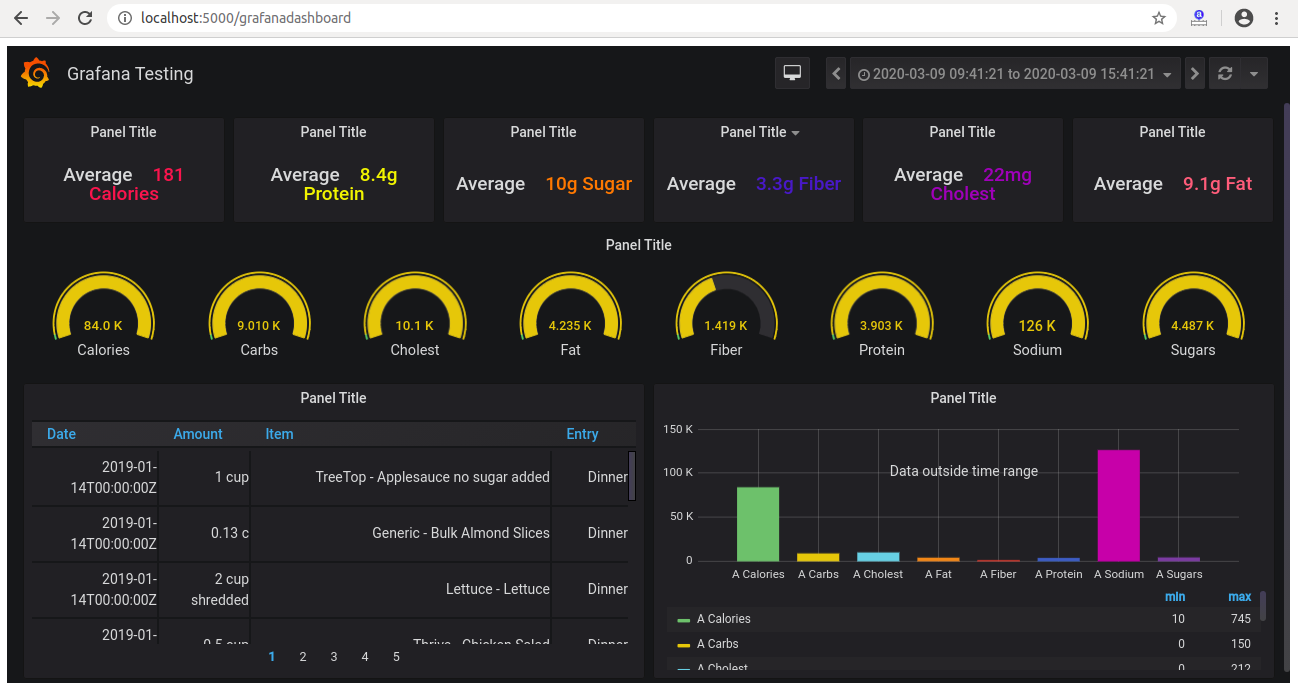 localhost:5000/grafanadashboard
Grafana Testing
2020-03-09 09:41:21 to 2020-03-09 15:41:21
Panel Title Panel Title Panel Title Panel Title Panel Title Panel Title
Average 181
Calories
Average 8.4g
Protein
Average 10g Sugar
Average 3.3g Fiber
Average 22mg
Cholest
Average 9.1g Fat
Panel Title
84.0 K 9.010 K 10.1 K 4.235 K 1.419 K 3.903 K 126 K 4.487 K
Calories Carbs Cholest Fat Fiber Protein Sodium Sugars
Panel Title
Date Amount Item Entry
2019-01-
14T00:00:00Z
1 cup
TreeTop - Applesauce no sugar added
Dinner
2019-01-
14T00:00:00Z
0.13 c
Generic - Bulk Almond Slices
Dinner
2019-01-
14T00:00:00Z
2 cup
shredded
Lettuce - Lettuce
Dinner
2019-01-
0.5 cup
Thrive - Chicken Salad
Dinner
1 2 3 4 5
Panel Title
150 K
100 K
50 K
0
Data outside time range
A Calories A Carbs A Cholest A Fat A Fiber A Protein A Sodium A Sugars
min max
A Calories 10 745
A Carbs 0 150
A Cholest 0 212